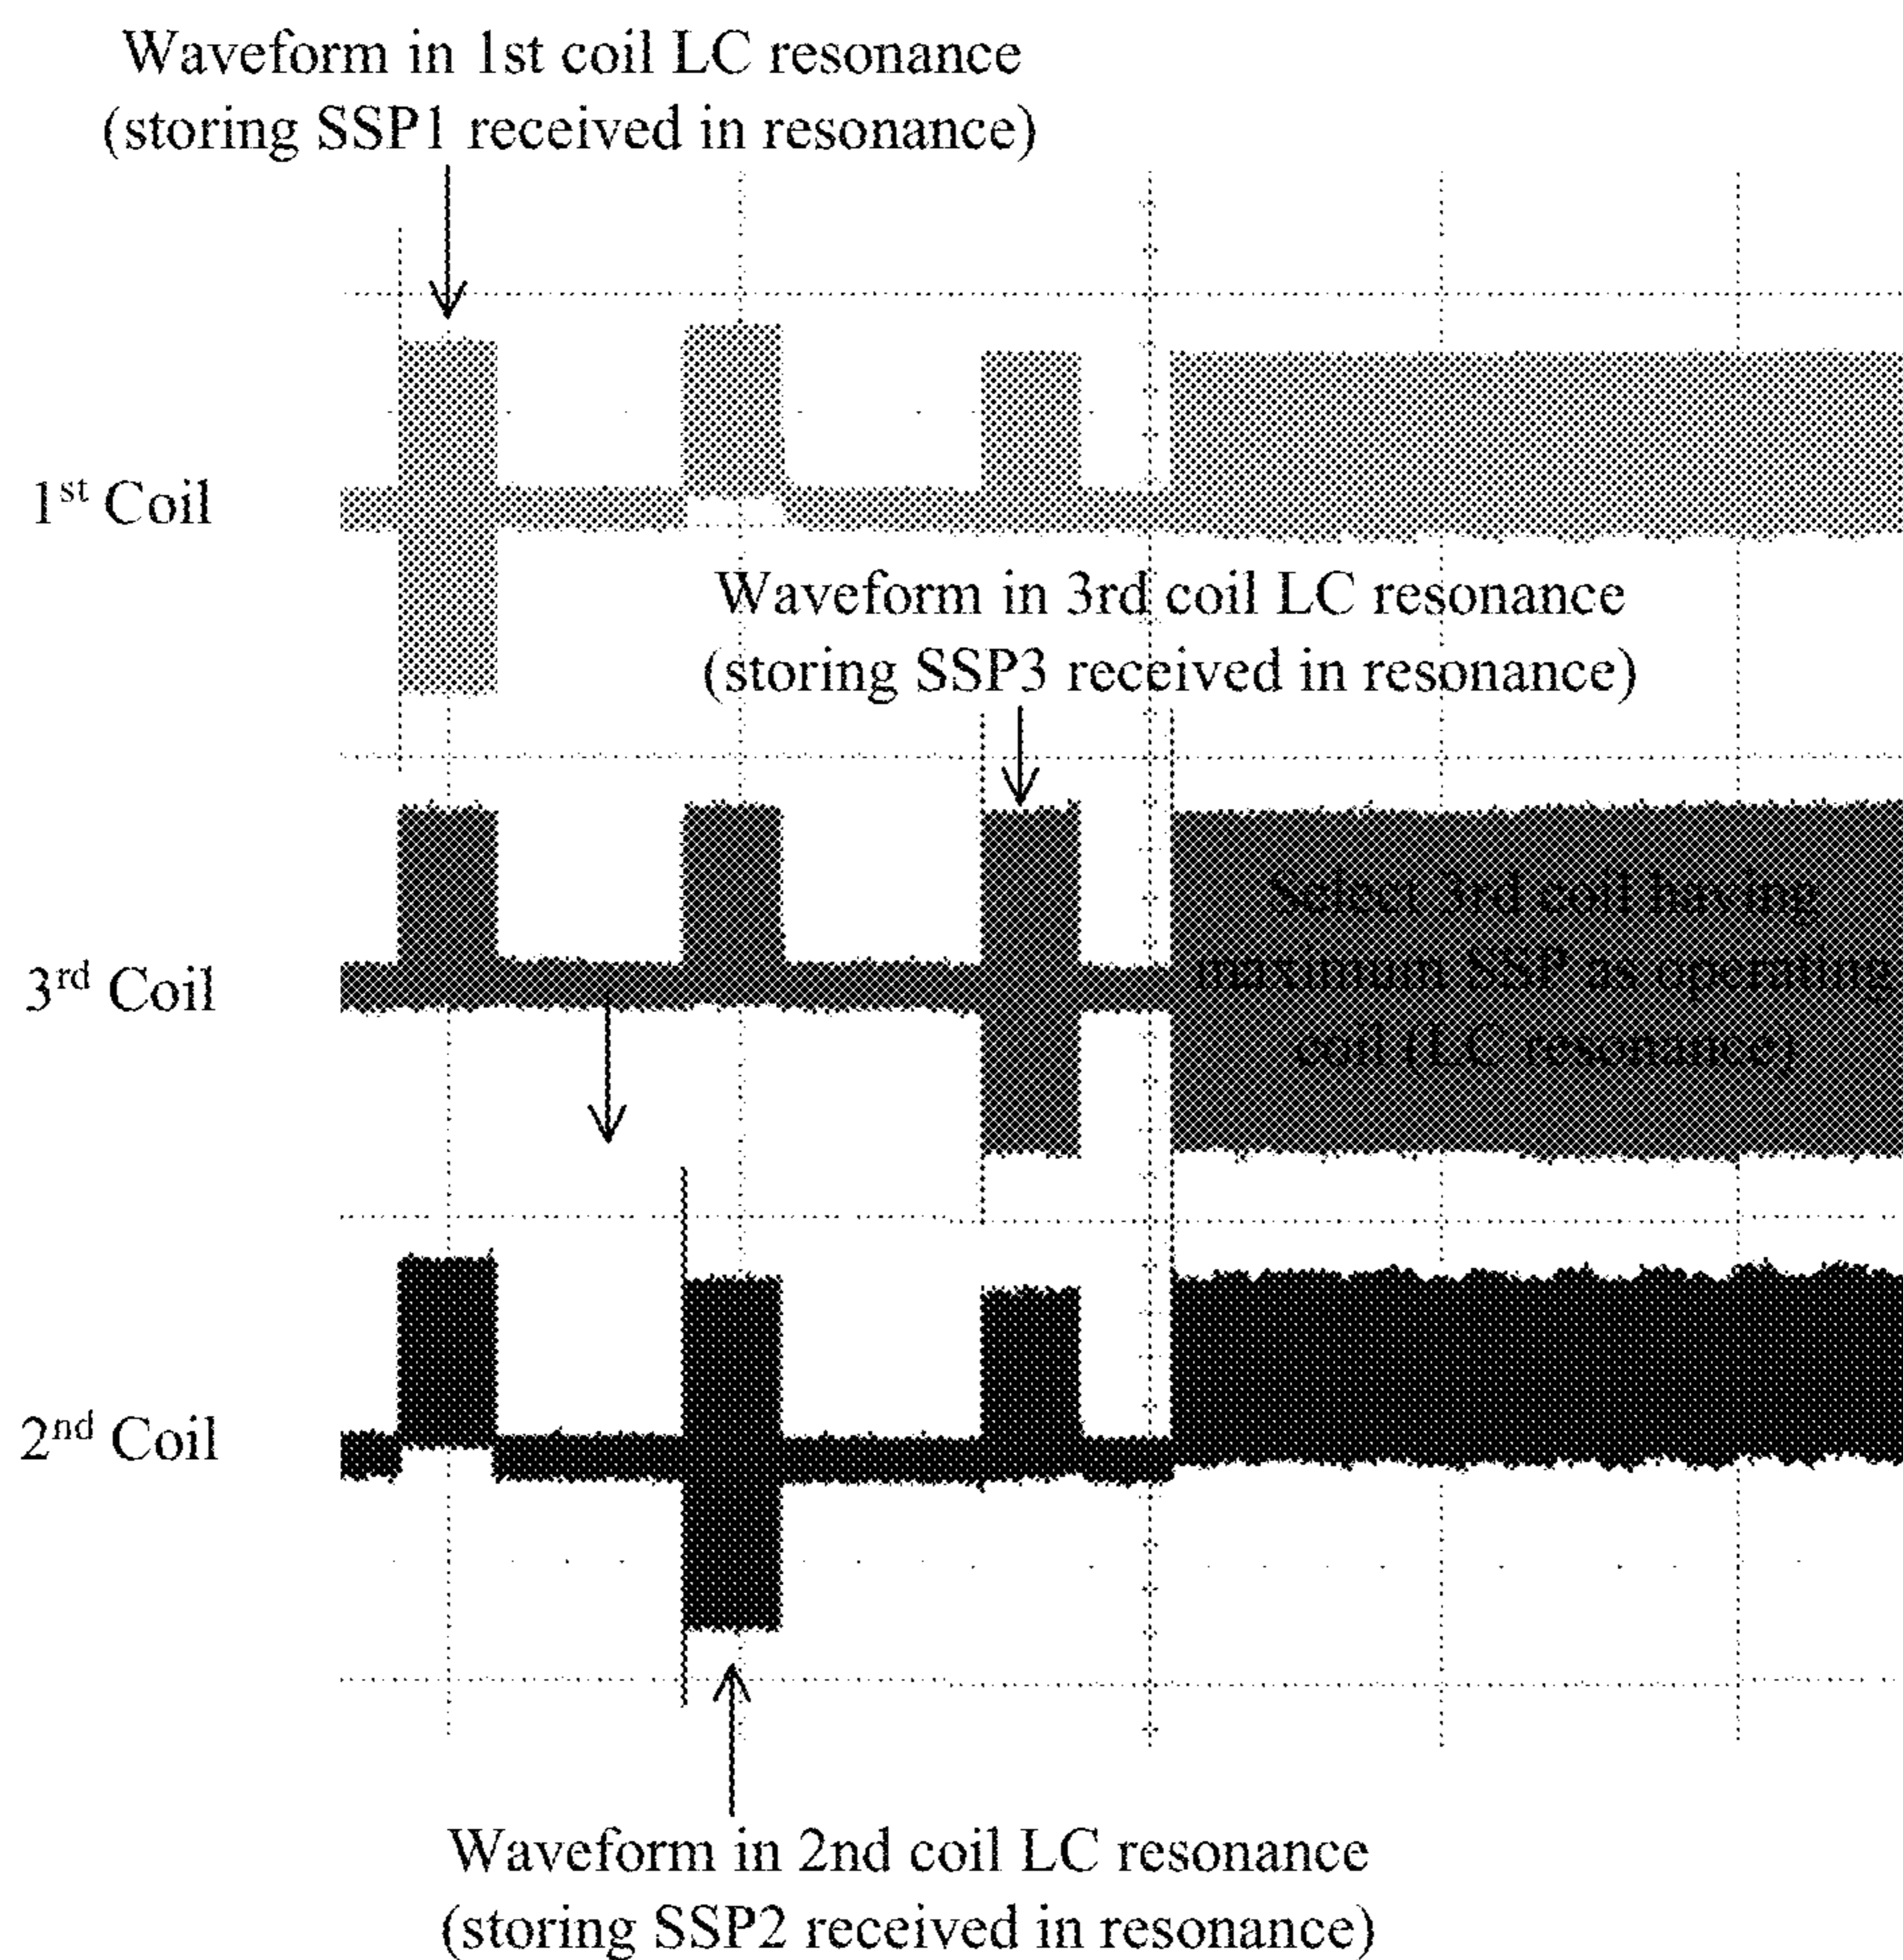 Waveform in 1st coil LC resonance
(storing SSP1 received in resonance)
1st Coil
Waveform in 3rd coil LC resonance
(storing SSP3 received in resonance)
3rd Coil
Select 3rd coil having
maximum SSP as operating
coil (LC resonance)
2nd Coil
Waveform in 2nd coil LC resonance
(storing SSP2 received in resonance)